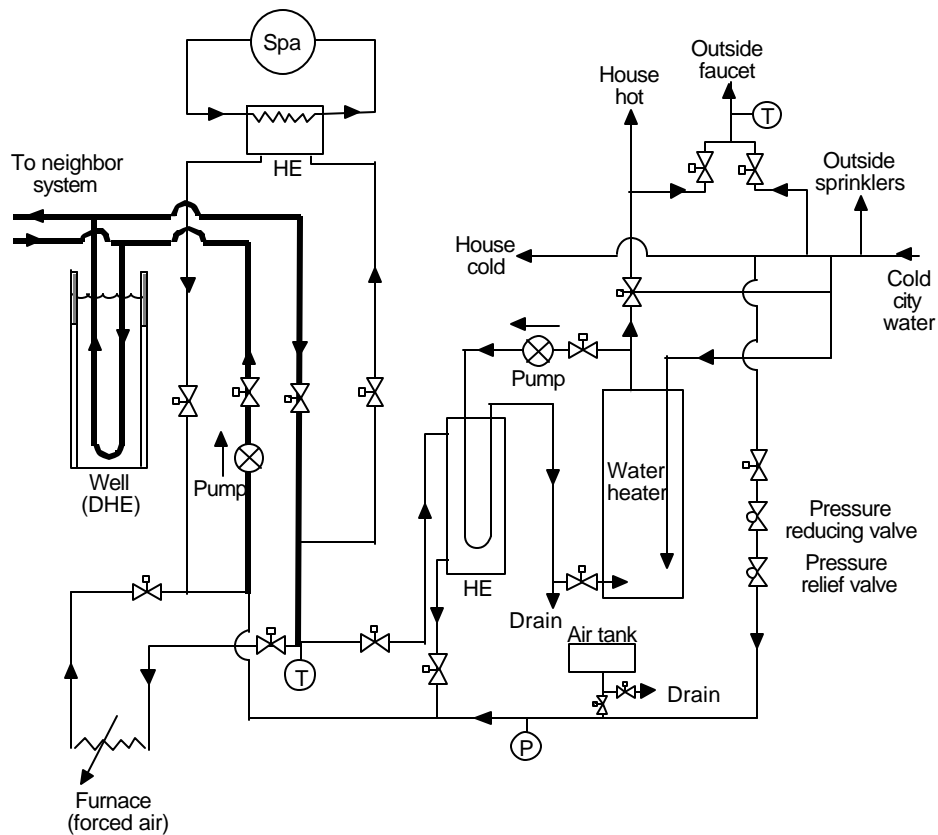 Spa
Outside
faucet
House
hot
T
HE
To neighbor
system
Outside
sprinklers
House
cold
Cold
city
water
Pump
Well
(DHE)
Pump
Water
heater
Pressure
reducing valve
Pressure
relief valve
HE
Drain
Air tank
T
Drain
P
Furnace
(forced air)